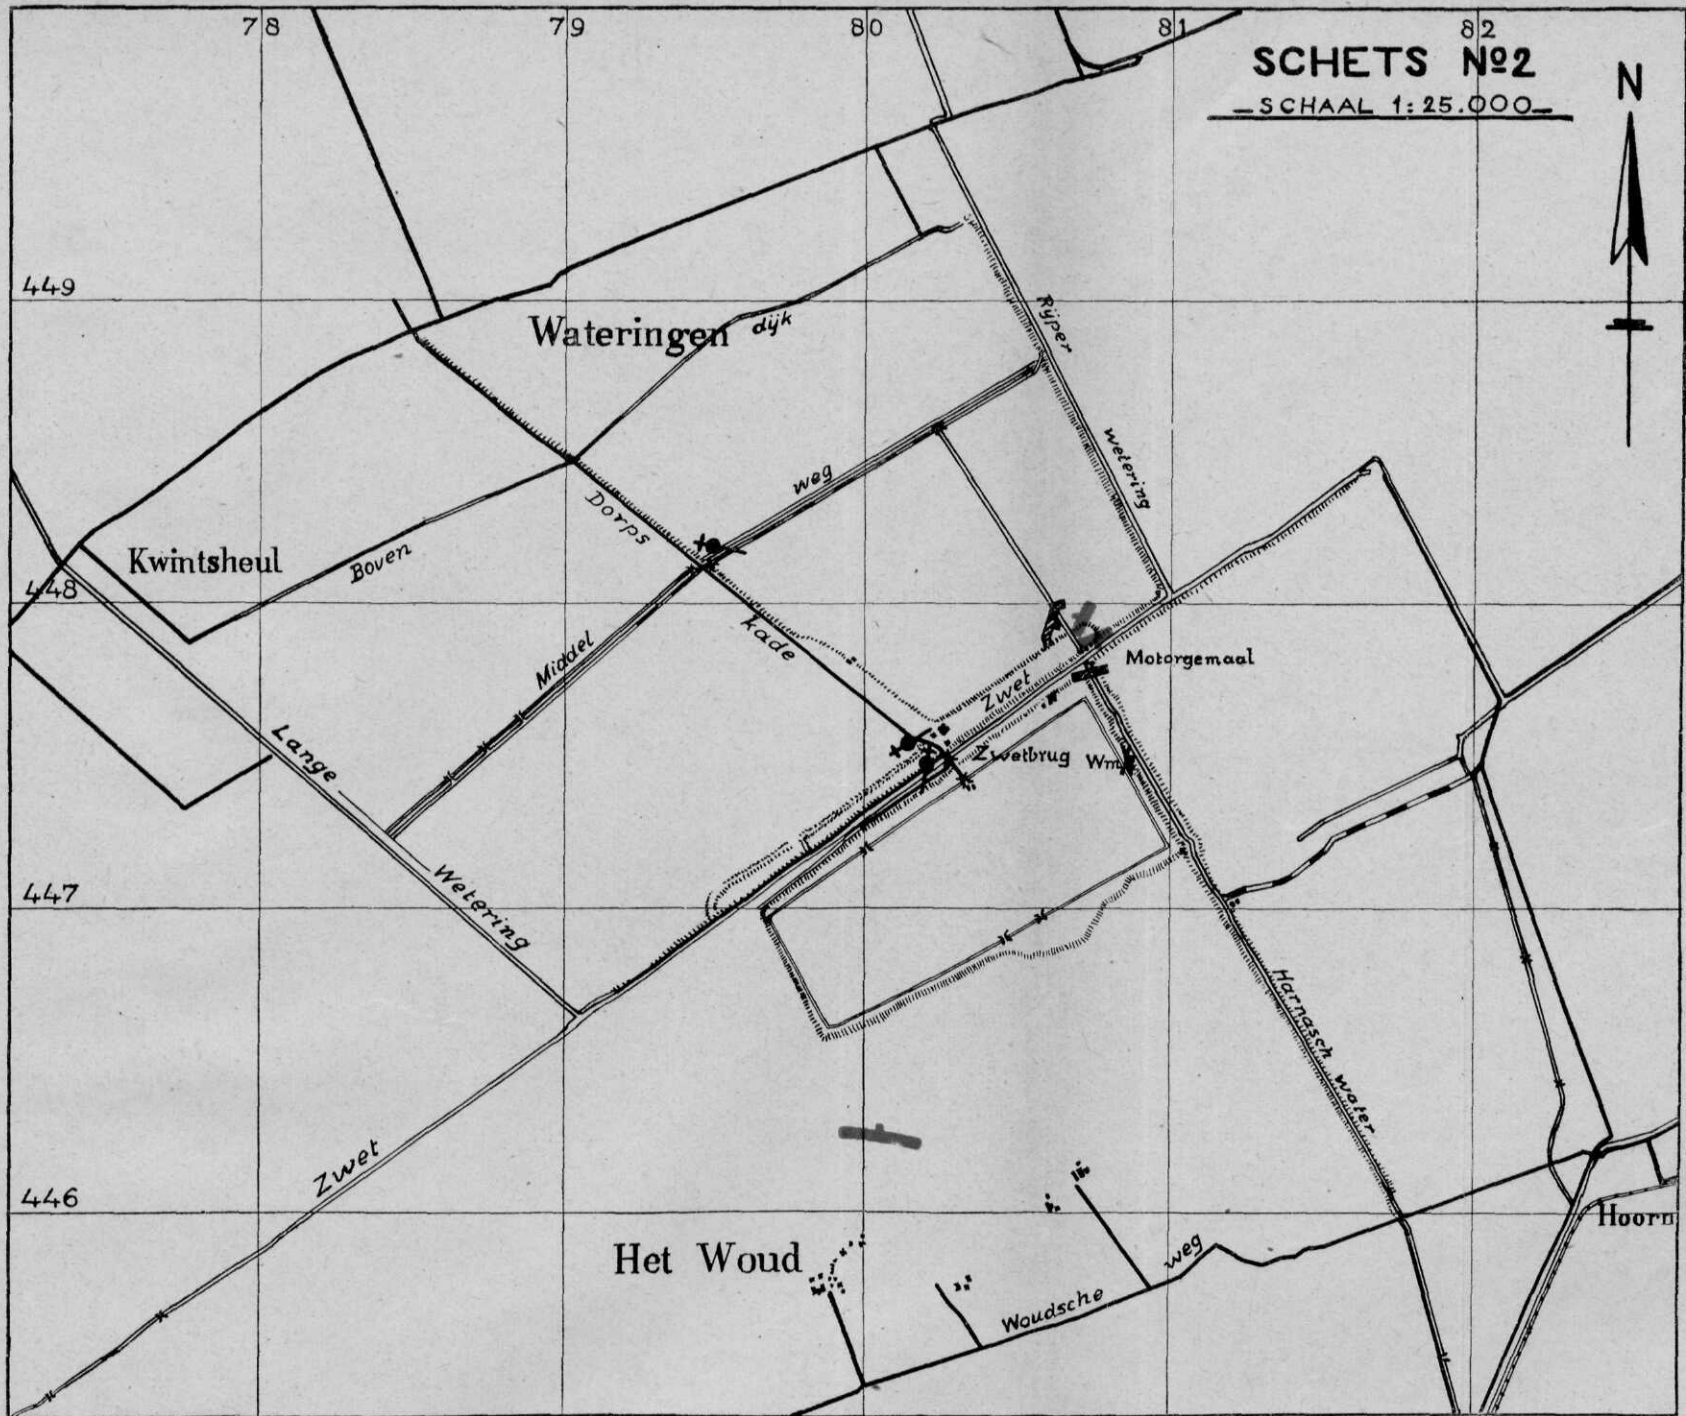 78 79 80 81 82
SCHETS Nº2
SCHAAL 1:25.000
N
449
Wateringen
dijk
Rijper
wetering
weg
Dorps
Kwintsheul
Boven
448
kade
Middel
Motorgemaal
Zwet
Lange
Zwetbrug
Wm
447
Wetering
Harnasch
water
Zwet
446
Hoorn
Het Woud
weg
Woudsche